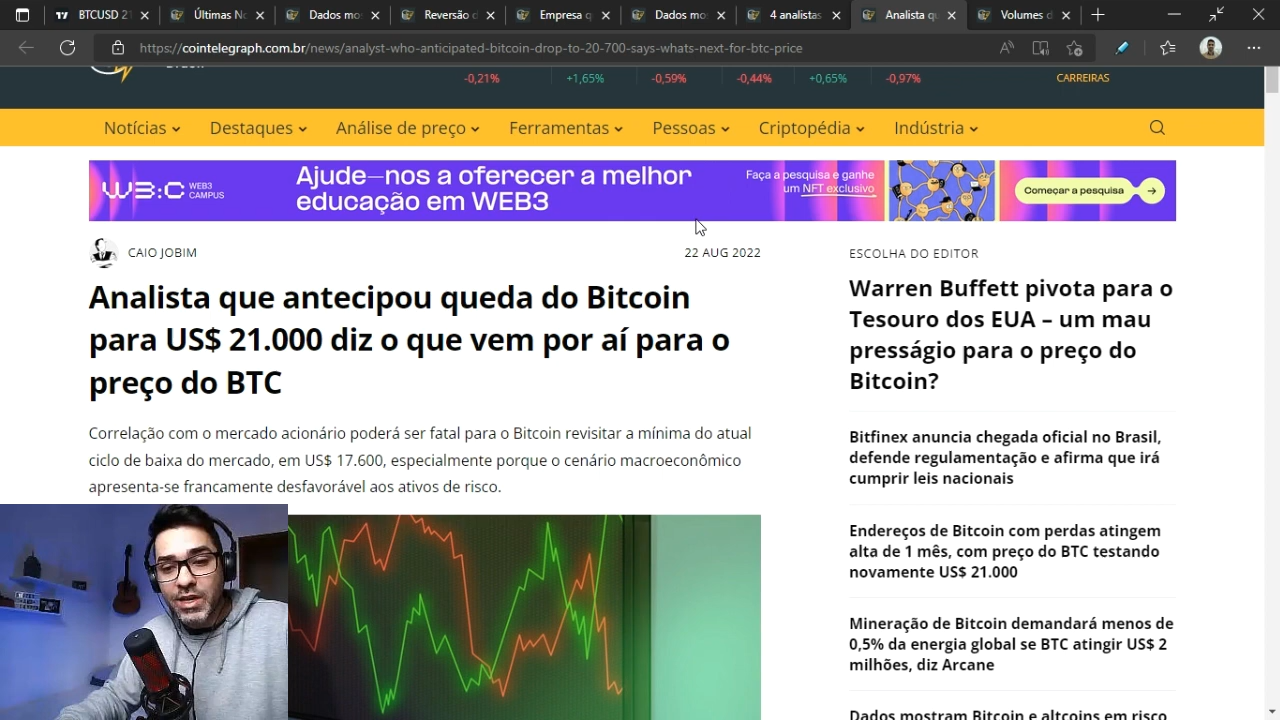 BTCUSD 21
Últimas No
Dados mo
Reversão d
Empresa q
Dados mo
4 analistas
Analista qu
Volumes d
https://cointelegraph.com.br/news/analyst-who-anticipated-bitcoin-drop-to-20-700-says-whats-next-for-btc-price
-0,21%
+1,65%
-0,59%
-0,44%
+0,65%
-0,97%
CARREIRAS
Notícias
Destaques
Análise de preço
Ferramentas
Pessoas
Criptopédia
Indústria
W3:C WEB3 CAMPUS
Ajude—nos a oferecer a melhor
educação em WEB3
Faça a pesquisa e ganhe
um NFT exclusivo
Começar a pesquisa
CAIO JOBIM
22 AUG 2022
Analista que antecipou queda do Bitcoin
para US$ 21.000 diz o que vem por aí para o
preço do BTC
Correlação com o mercado acionário poderá ser fatal para o Bitcoin revisitar a mínima do atual
ciclo de baixa do mercado, em US$ 17.600, especialmente porque o cenário macroeconômico
apresenta-se francamente desfavorável aos ativos de risco.
ESCOLHA DO EDITOR
Warren Buffett pivota para o
Tesouro dos EUA – um mau
presságio para o preço do
Bitcoin?
Bitfinex anuncia chegada oficial no Brasil,
defende regulamentação e afirma que irá
cumprir leis nacionais
Endereços de Bitcoin com perdas atingem
alta de 1 mês, com preço do BTC testando
novamente US$ 21.000
Mineração de Bitcoin demandará menos de
0,5% da energia global se BTC atingir US$ 2
milhões, diz Arcane
Dados mostram Bitcoin e altcoins em risco